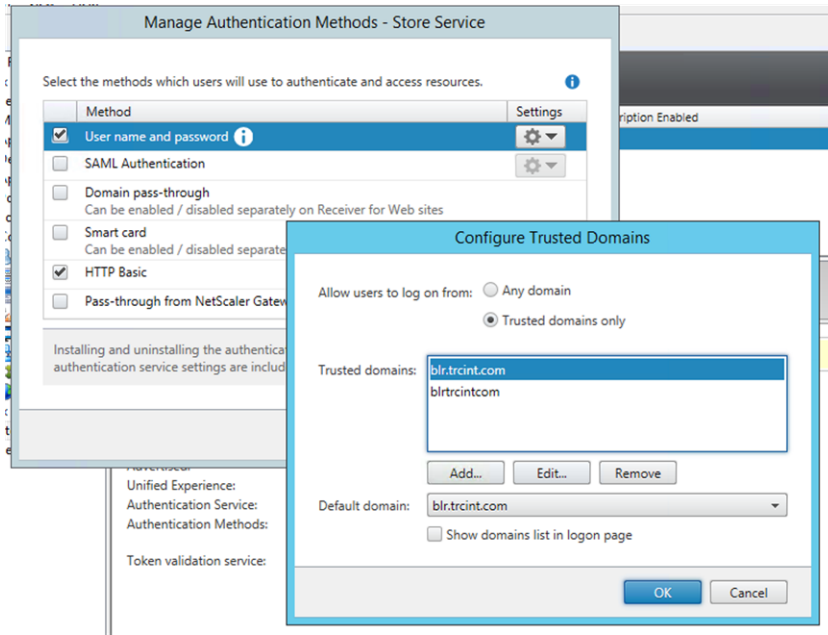 Manage Authentication Methods - Store Service
Select the methods which users will use to authenticate and access resources.
Method Settings
User name and password
SAML Authentication
Domain pass-through
Can be enabled / disabled separately on Receiver for Web sites
Smart card
Can be enabled / disabled separate
HTTP Basic
Pass-through from NetScaler Gatew
Installing and uninstalling the authentica
authentication service settings are includ
ription Enabled
Configure Trusted Domains
Allow users to log on from: Any domain
Trusted domains only
Trusted domains: blr.trcint.com
blrtrcintcom
Add... Edit... Remove
Default domain: blr.trcint.com
Show domains list in logon page
OK Cancel
Unified Experience:
Authentication Service:
Authentication Methods:
Token validation service: